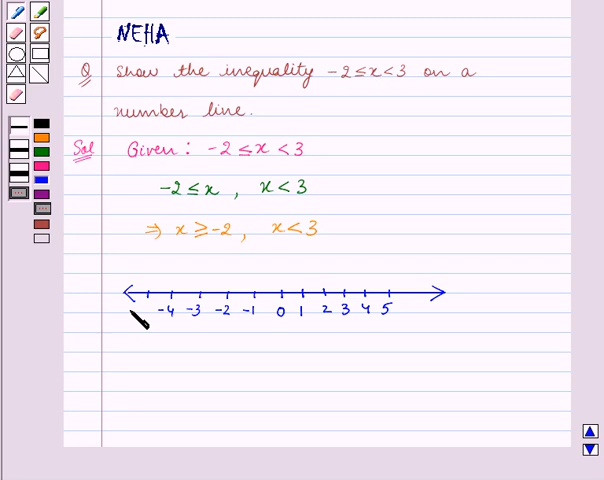 NEHA
Q show the inequality -2 ≤ x < 3 on a
number line.
Sol Given : -2 ≤ x < 3
-2 ≤ x , x < 3
⇒ x ≥ -2 , x < 3
-4 -3 -2 -1 0 1 2 3 4 5